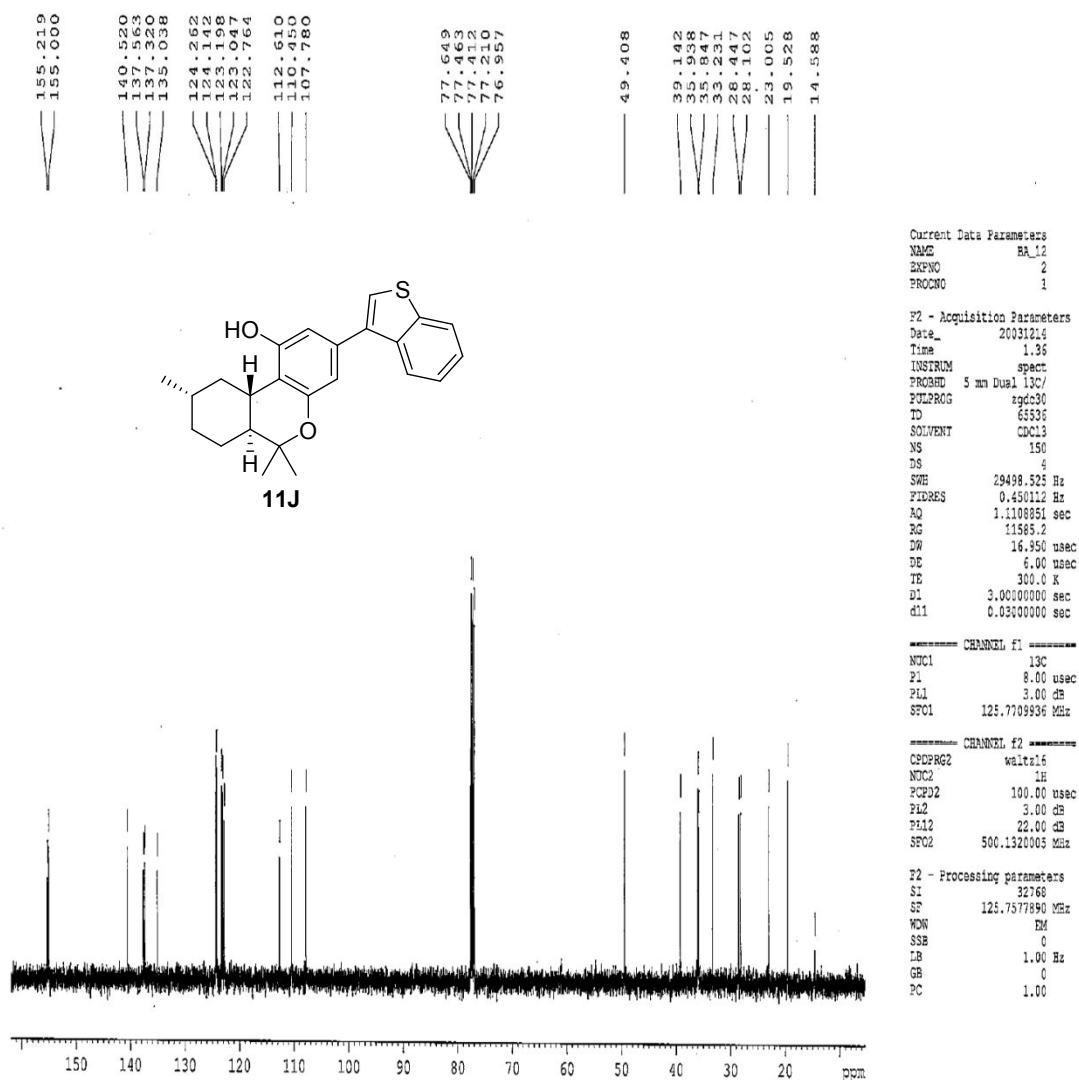 155.219
155.000
140.520
137.563
137.320
135.038
124.262
124.142
123.198
123.047
122.764
112.610
110.450
107.780
77.649
77.463
77.412
77.210
76.957
49.408
39.142
35.938
35.847
33.231
28.447
28.102
23.005
19.528
14.588
S
HO
H
O
H
11J
Current Data Parameters
NAME BA_12
EXPNO 2
PROCNO 1
F2 - Acquisition Parameters
Date_ 20031214
Time 1.36
INSTRUM spect
PROBHD 5 mm Dual 13C/
PULPROG zgdc30
TD 65536
SOLVENT CDCl3
NS 150
DS 4
SWH 29498.525 Hz
FIDRES 0.450112 Hz
AQ 1.1108851 sec
RG 11585.2
DW 16.950 usec
DE 6.00 usec
TE 300.0 K
D1 3.00000000 sec
d11 0.03000000 sec
======== CHANNEL f1 ========
NUC1 13C
P1 8.00 usec
PL1 3.00 dB
SFO1 125.7709936 MHz
======== CHANNEL f2 ========
CPDPRG2 waltz16
NUC2 1H
PCPD2 100.00 usec
PL2 3.00 dB
PL12 22.00 dB
SFO2 500.1320005 MHz
F2 - Processing parameters
SI 32768
SF 125.7577890 MHz
WDW EM
SSB 0
LB 1.00 Hz
GB 0
PC 1.00
150 140 130 120 110 100 90 80 70 60 50 40 30 20 ppm